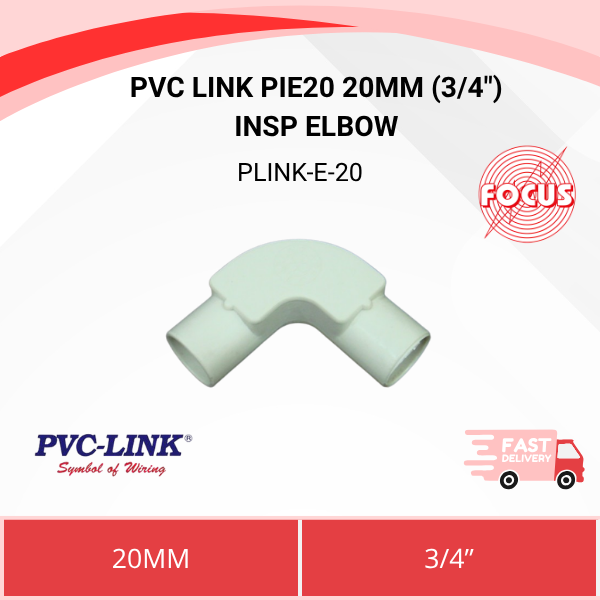 PVC LINK PIE20 20MM (3/4")
INSP ELBOW
PLINK-E-20
FOCUS
PVC-LINK®
Symbol of Wiring
FAST
DELIVERY
20MM
3/4”